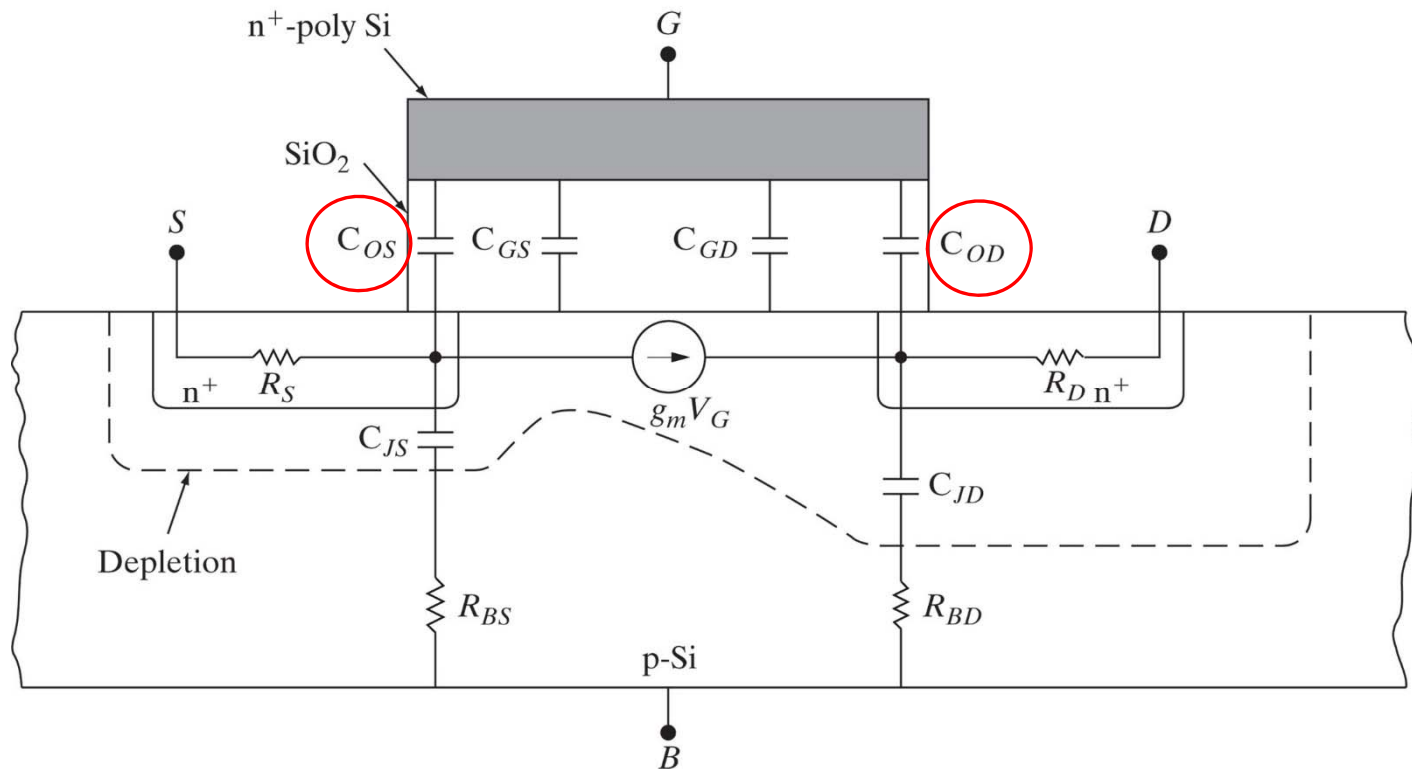 n⁺-poly Si
G
SiO₂
S
C_OS
C_GS
C_GD
C_OD
D
n⁺
R_S
g_mV_G
R_D
n⁺
C_JS
C_JD
Depletion
R_BS
R_BD
p-Si
B